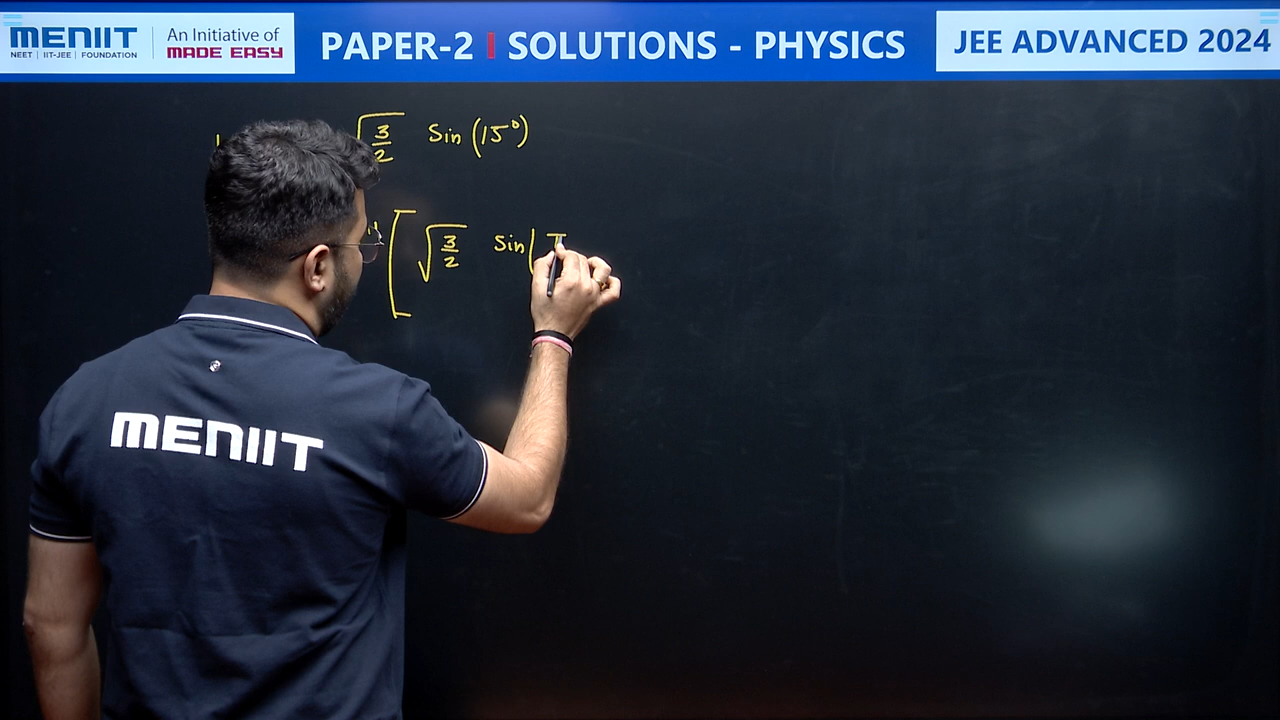 MENIIT
NEET | IIT-JEE | FOUNDATION
An Initiative of
MADE EASY
PAPER-2 | SOLUTIONS - PHYSICS
JEE ADVANCED 2024
√3/2 Sin (15°)
[ √3/2 Sin(
MENIIT